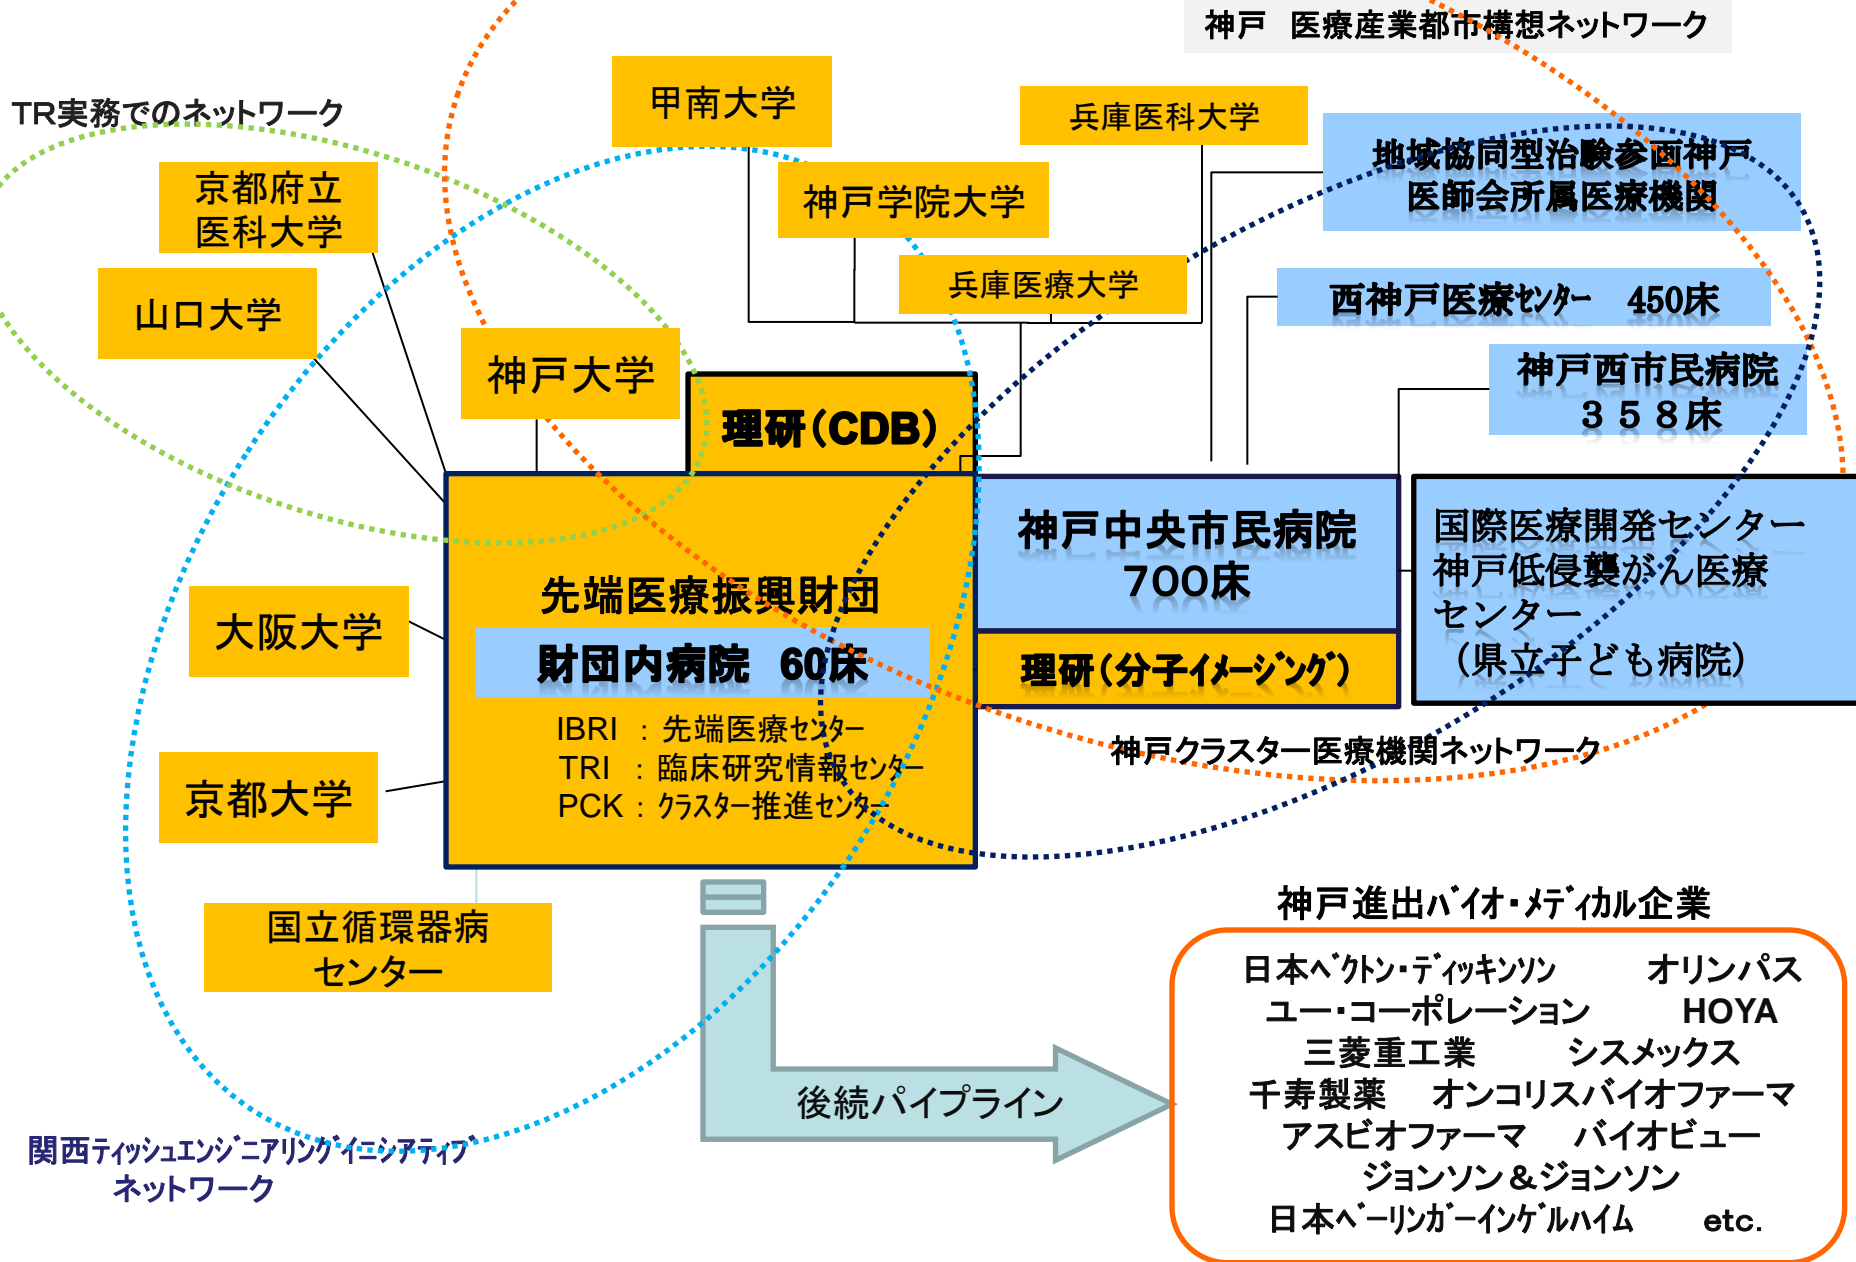 神戸　医療産業都市構想ネットワーク
TR実務でのネットワーク
甲南大学
兵庫医科大学
地域協同型治験参画神戸
医師会所属医療機関
京都府立
医科大学
神戸学院大学
山口大学
兵庫医療大学
西神戸医療ｾﾝﾀｰ　450床
神戸大学
神戸西市民病院
３５８床
理研（CDB）
神戸中央市民病院
700床
国際医療開発センター
神戸低侵襲がん医療
センター
（県立子ども病院）
先端医療振興財団
大阪大学
財団内病院　60床
理研（分子ｲﾒｰｼﾞﾝｸﾞ）
IBRI　：先端医療ｾﾝﾀｰ
TRI　：臨床研究情報ｾﾝﾀｰ
PCK：ｸﾗｽﾀｰ推進ｾﾝﾀｰ
神戸クラスター医療機関ネットワーク
京都大学
国立循環器病
センター
神戸進出ﾊﾞｲｵ・ﾒﾃﾞｨｶﾙ企業
日本ﾍﾞｸﾄﾝ・ﾃﾞｨｯｷﾝｿﾝ　　オリンパス
ユー・コーポレーション　　HOYA
三菱重工業　　シスメックス
千寿製薬　オンコリスバイオファーマ
アスビオファーマ　バイオビュー
ジョンソン＆ジョンソン
日本ﾍﾞｰﾘﾝｶﾞｰｲﾝｹﾞﾙﾊｲﾑ　　etc.
後続パイプライン
関西ﾃｨｯｼｭｴﾝｼﾞﾆｱﾘﾝｸﾞｲﾆｼｱﾃｨﾌﾞ
ネットワーク